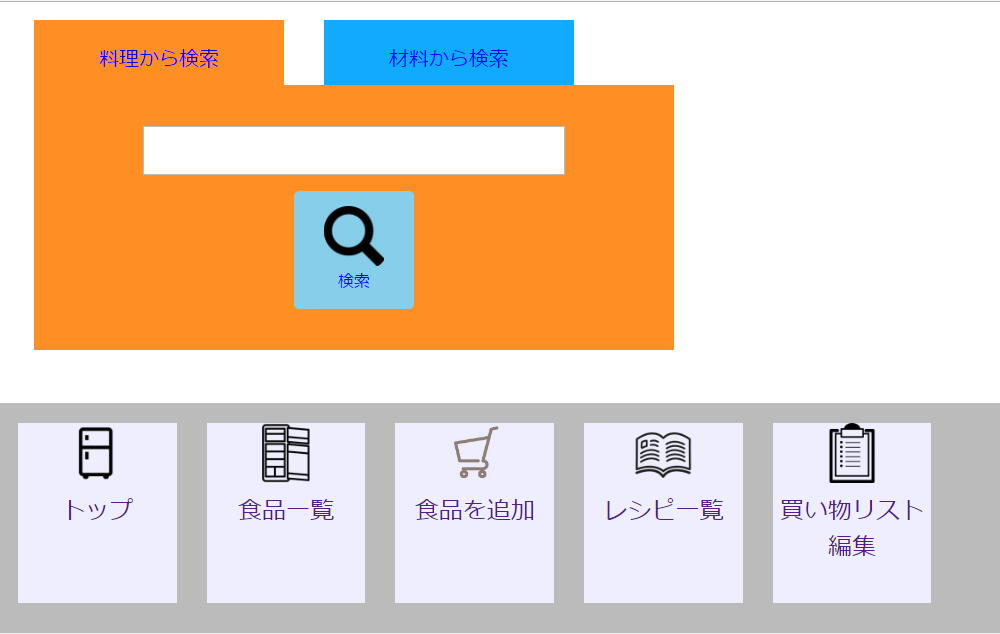 料理から検索
材料から検索
検索
トップ
食品一覧
食品を追加
レシピ一覧
買い物リスト
編集